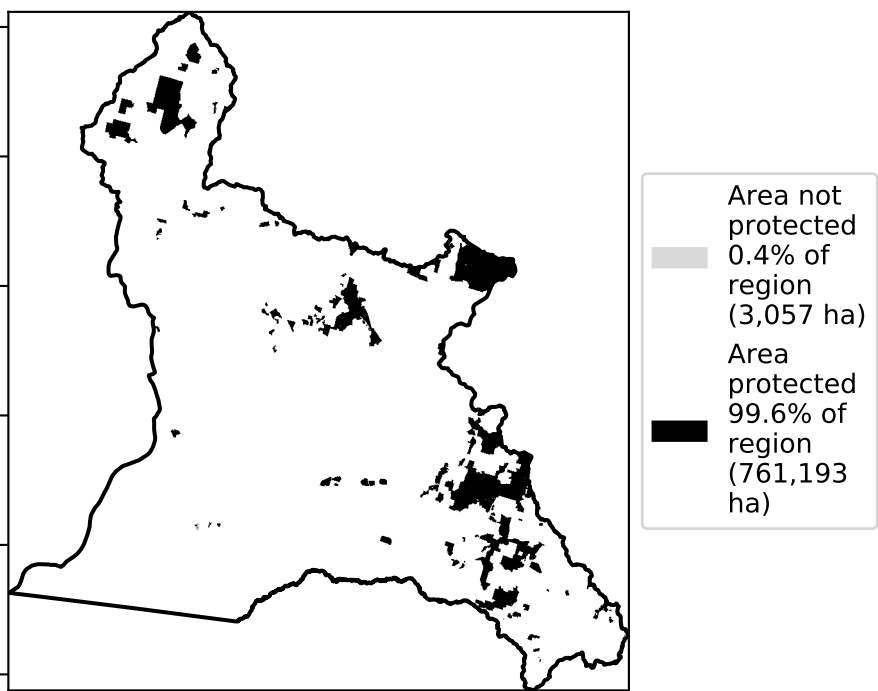 Area not
protected
0.4% of
region
(3,057 ha)
Area
protected
99.6% of
region
(761,193
ha)